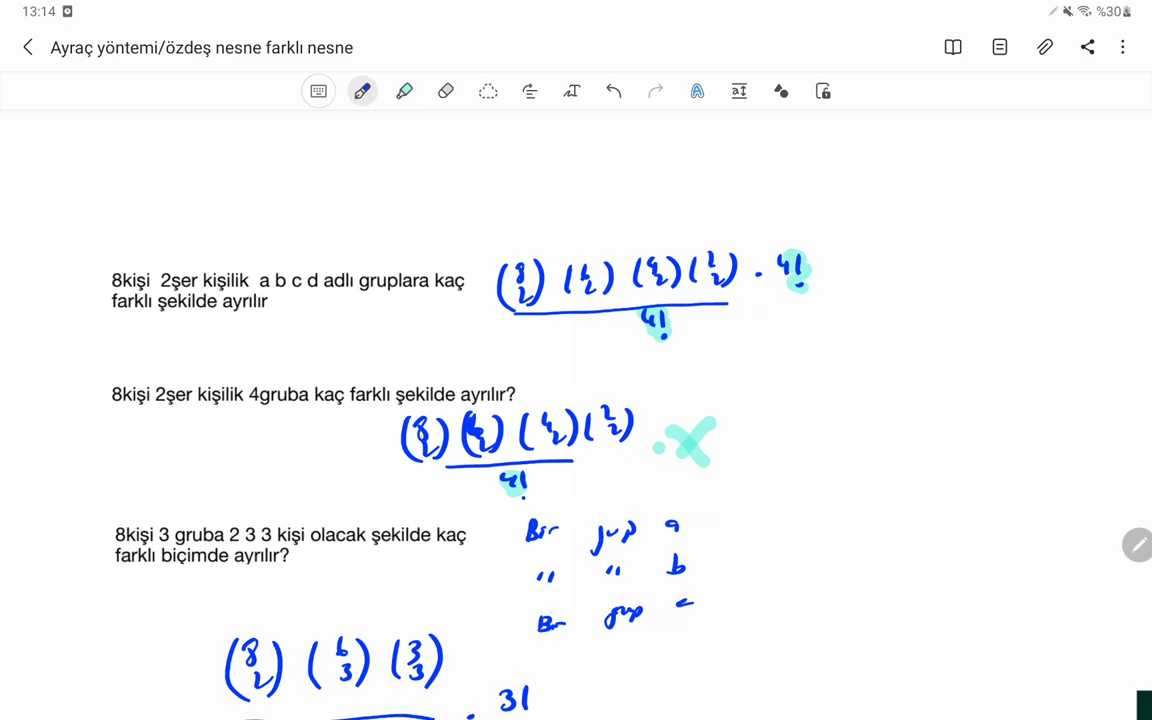 13:14 %30
Ayraç yöntemi/özdeş nesne farklı nesne
8kişi 2şer kişilik a b c d adlı gruplara kaç
farklı şekilde ayrılır
(8 2) (6 2) (4 2) (2 2) . 4!
4!
8kişi 2şer kişilik 4gruba kaç farklı şekilde ayrılır?
(8 2) (6 2) (4 2) (2 2) . X
4!
8kişi 3 gruba 2 3 3 kişi olacak şekilde kaç
farklı biçimde ayrılır?
Bir grup a
" " b
Bir grup c
(8 2) (6 3) (3 3)
. 3!